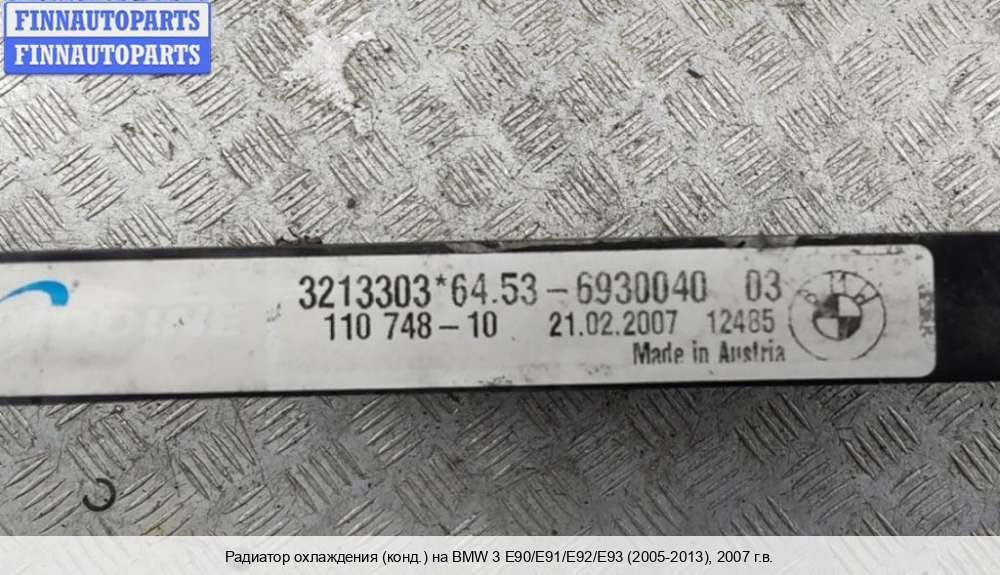 FINNAUTOPARTS
FINNAUTOPARTS
3213303*64.53-6930040 03
110 748-10 21.02.2007 12485
Made in Austria
Радиатор охлаждения (конд.) на BMW 3 E90/E91/E92/E93 (2005-2013), 2007 г.в.